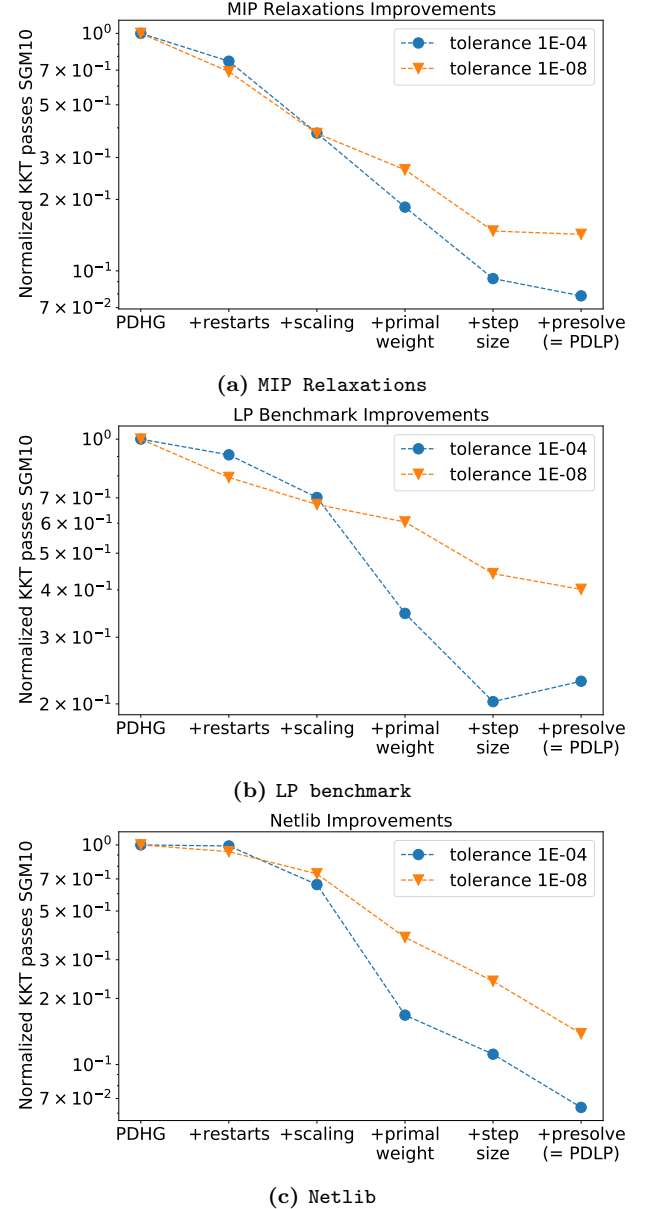 MIP Relaxations Improvements
Normalized KKT passes SGM10
10⁰
7 × 10⁻¹
5 × 10⁻¹
3 × 10⁻¹
2 × 10⁻¹
10⁻¹
7 × 10⁻²
tolerance 1E-04
tolerance 1E-08
PDHG +restarts +scaling +primal weight +step size +presolve (= PDLP)
(a) MIP Relaxations
LP Benchmark Improvements
Normalized KKT passes SGM10
10⁰
7 × 10⁻¹
6 × 10⁻¹
5 × 10⁻¹
4 × 10⁻¹
3 × 10⁻¹
2 × 10⁻¹
tolerance 1E-04
tolerance 1E-08
PDHG +restarts +scaling +primal weight +step size +presolve (= PDLP)
(b) LP benchmark
Netlib Improvements
Normalized KKT passes SGM10
10⁰
7 × 10⁻¹
5 × 10⁻¹
3 × 10⁻¹
2 × 10⁻¹
10⁻¹
7 × 10⁻²
tolerance 1E-04
tolerance 1E-08
PDHG +restarts +scaling +primal weight +step size +presolve (= PDLP)
(c) Netlib